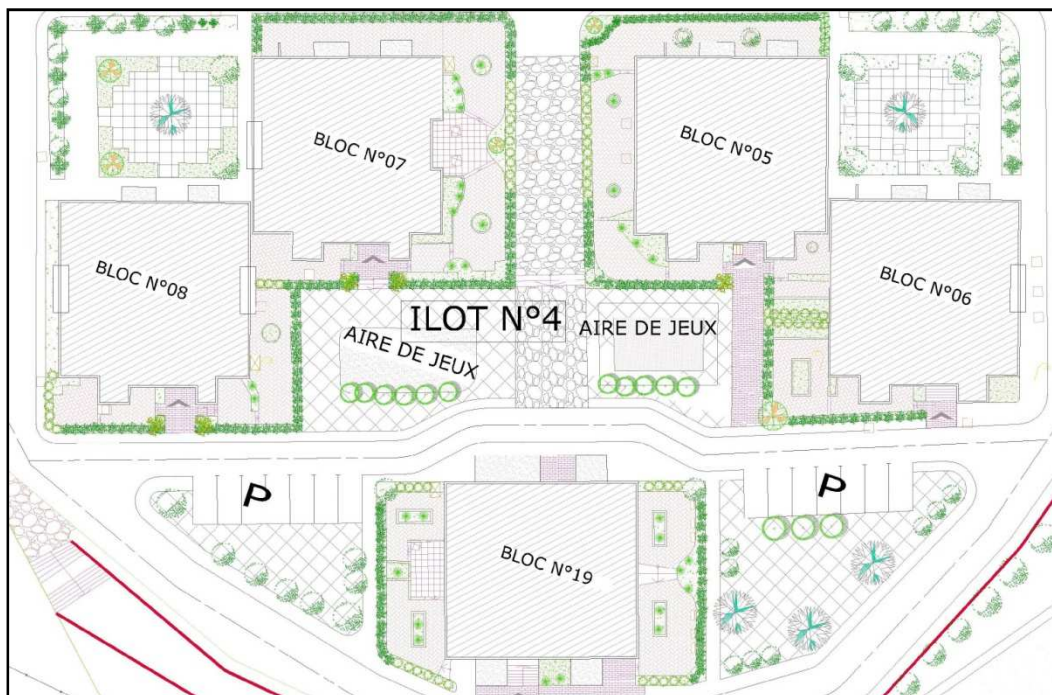 BLOC N°07
BLOC N°05
BLOC N°08
BLOC N°06
ILOT N°4
AIRE DE JEUX
AIRE DE JEUX
P
P
BLOC N°19